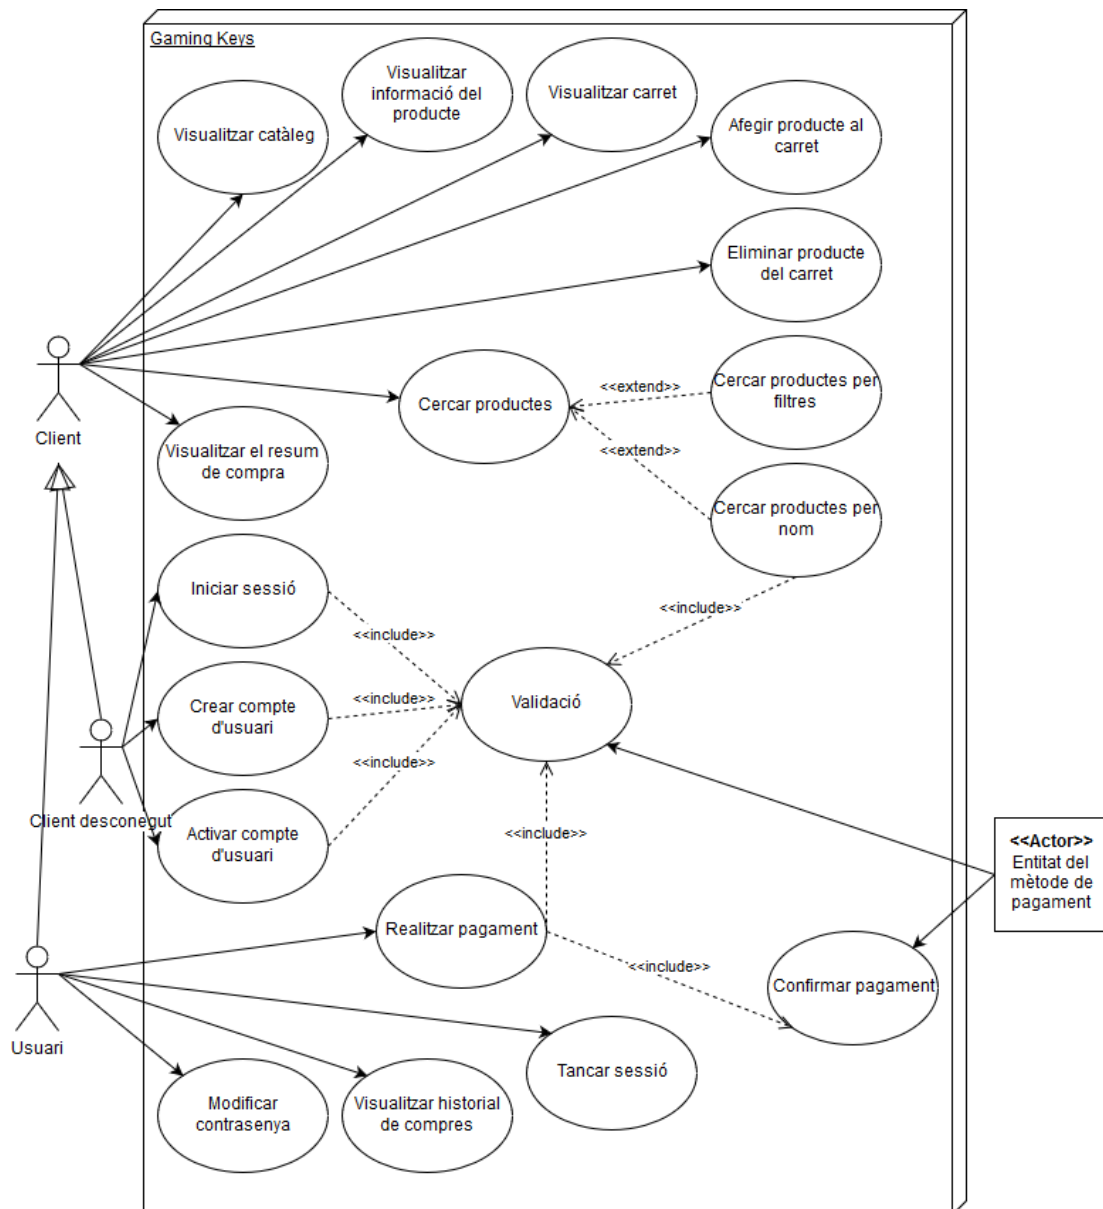 Gaming Keys
Visualitzar
informació del
producte
Visualitzar carret
Visualitzar catàleg
Afegir producte al
carret
Eliminar producte
del carret
Client
Cercar productes
<<extend>>
Cercar productes per
filtres
<<extend>>
Visualitzar el resum
de compra
Cercar productes per
nom
Iniciar sessió
<<include>>
<<include>>
Crear compte
d'usuari
<<include>>
Validació
Client desconegut
Activar compte
d'usuari
<<include>>
<<include>>
<<Actor>>
Entitat del
mètode de
pagament
Realitzar pagament
<<include>>
Confirmar pagament
Usuari
Tancar sessió
Modificar
contrasenya
Visualitzar historial
de compres